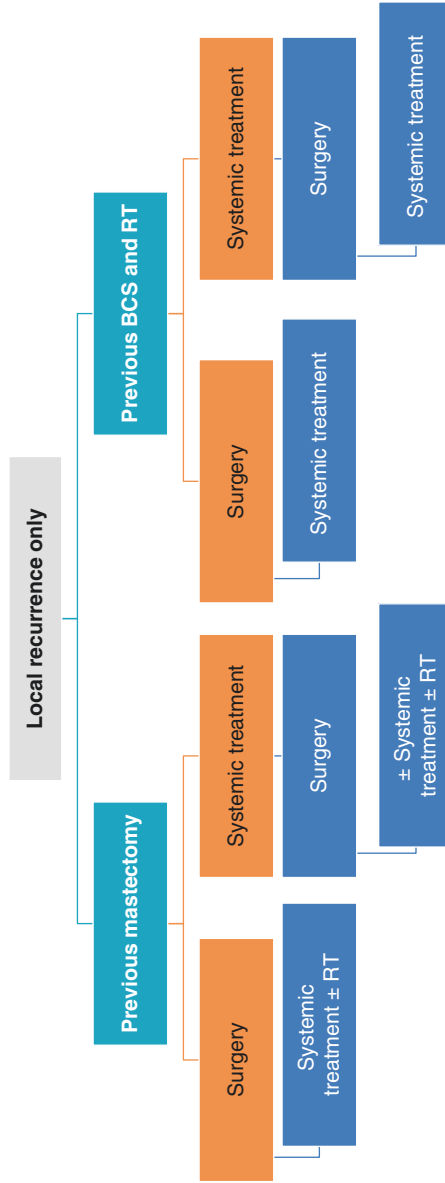 Local recurrence only
Previous mastectomy
Previous BCS and RT
Surgery
Systemic treatment
Surgery
Systemic treatment
Systemic
treatment ± RT
Surgery
Systemic treatment
Surgery
± Systemic
treatment ± RT
Systemic treatment